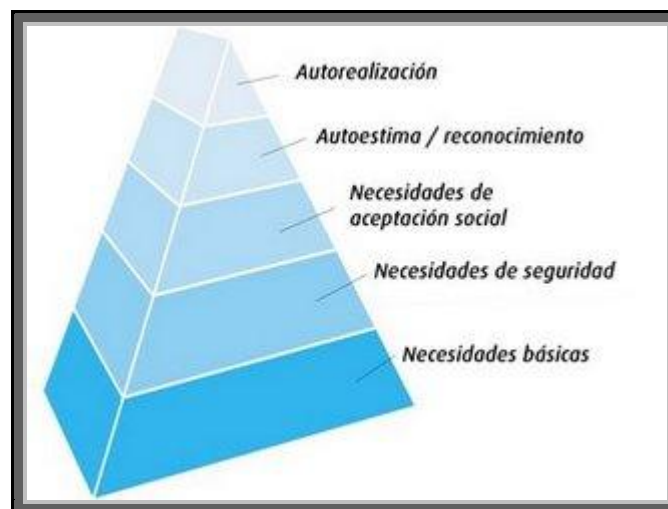 Autorealización
Autoestima / reconocimiento
Necesidades de
aceptación social
Necesidades de seguridad
Necesidades básicas